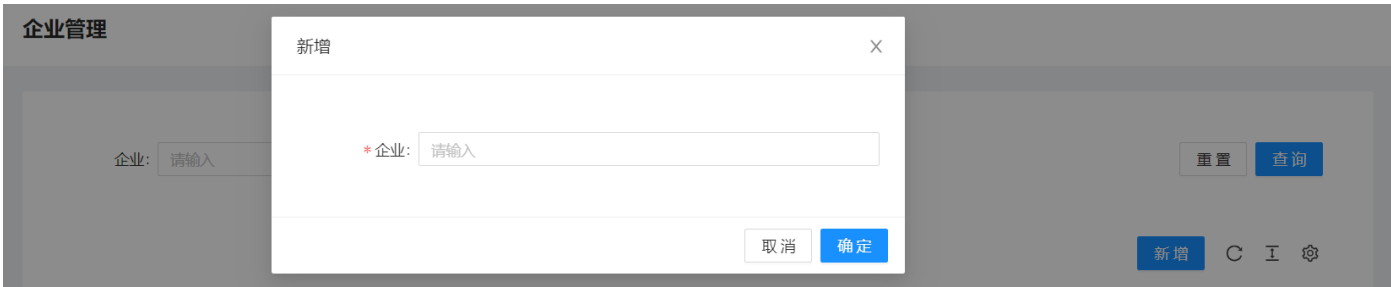 企业管理
新增
企业: 请输入
*企业: 请输入
重置 查询
取消 确定
新增